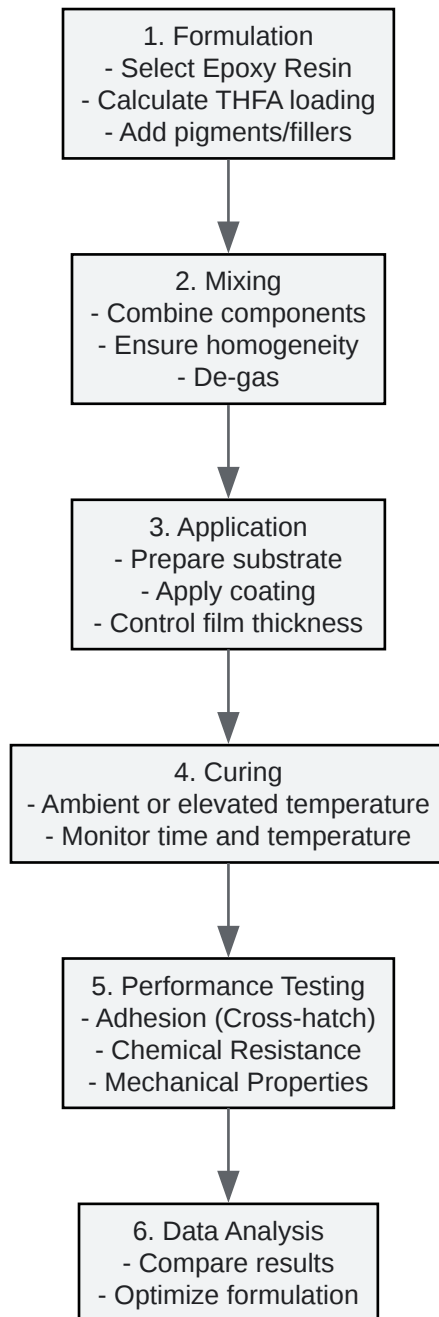 1. Formulation
- Select Epoxy Resin
- Calculate THFA loading
- Add pigments/fillers
2. Mixing
- Combine components
- Ensure homogeneity
- De-gas
3. Application
- Prepare substrate
- Apply coating
- Control film thickness
4. Curing
- Ambient or elevated temperature
- Monitor time and temperature
5. Performance Testing
- Adhesion (Cross-hatch)
- Chemical Resistance
- Mechanical Properties
6. Data Analysis
- Compare results
- Optimize formulation